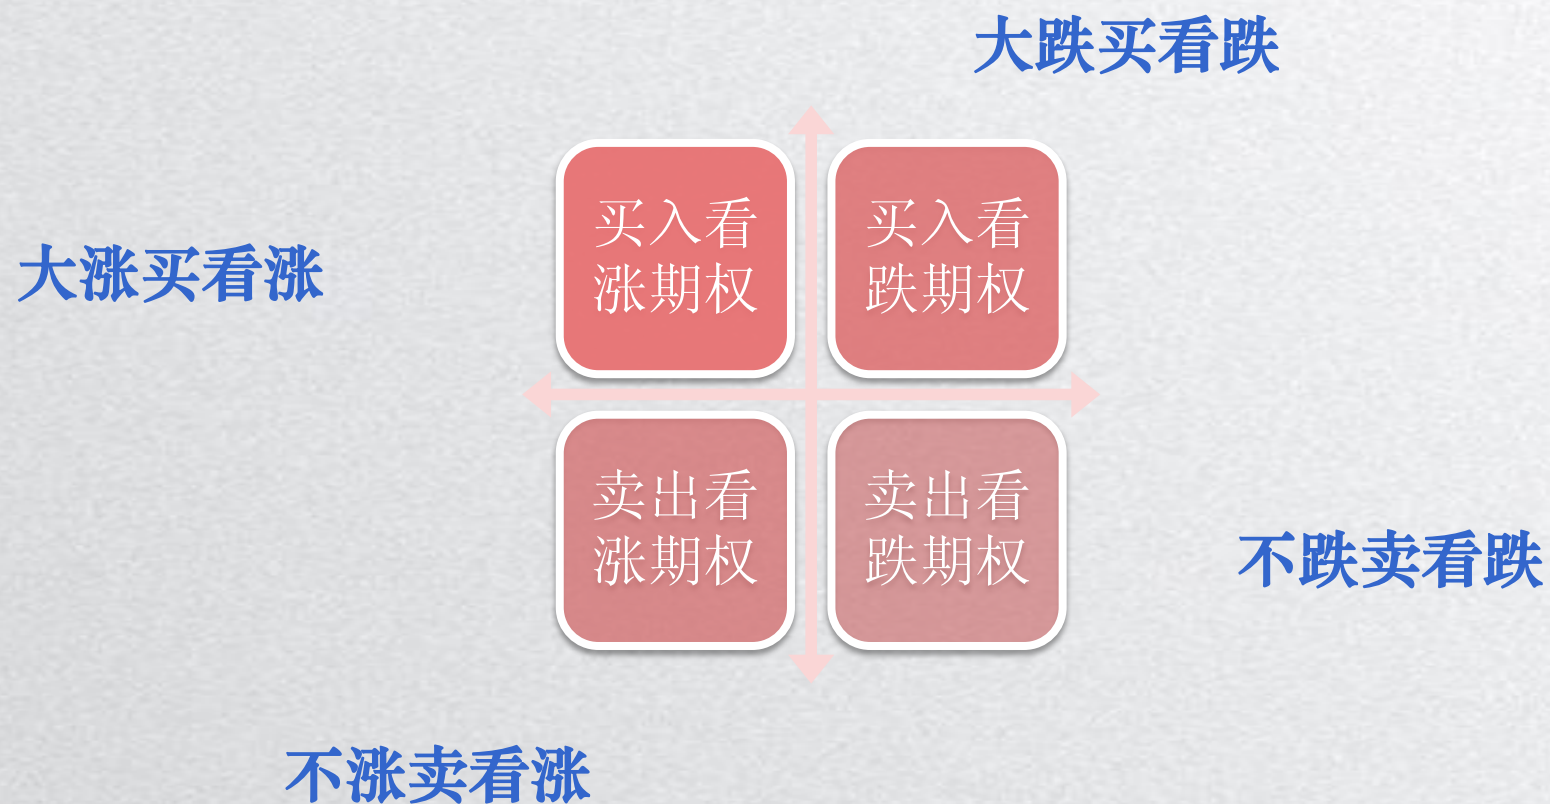 大跌买看跌
买入看
涨期权
买入看
跌期权
大涨买看涨
卖出看
涨期权
卖出看
跌期权
不跌卖看跌
不涨卖看涨